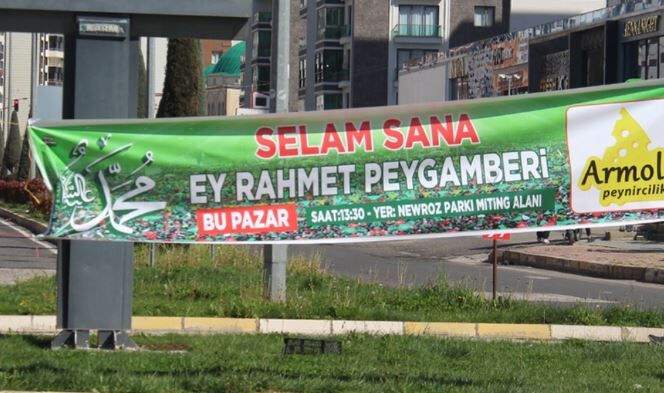 محمد
SELAM SANA
EY RAHMET PEYGAMBERİ
BU PAZAR
SAAT:13:30 - YER: NEWROZ PARKI MİTİNG ALANI
Armol
peynircilik